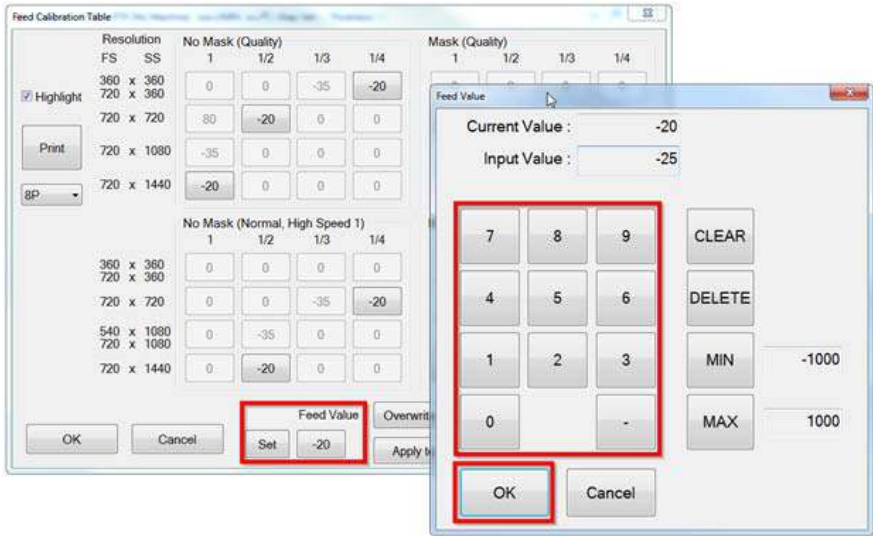 Feed Calibration Table
Resolution No Mask (Quality) Mask (Quality)
FS SS 1 1/2 1/3 1/4 1 1/2 1/3 1/4
360 x 360
720 x 360 0 0 -35 -20
Highlight
720 x 720 80 -20 0 0
Print
720 x 1080 -35 0 0 0
720 x 1440 -20 0 0 0
8P
No Mask (Normal, High Speed 1)
1 1/2 1/3 1/4
360 x 360
720 x 360 0 0 0 0
720 x 720 0 0 -35 -20
540 x 1080
720 x 1080 0 -35 0 0
720 x 1440 0 -20 0 0
Feed Value
OK Cancel Set -20
Feed Value
Current Value : -20
Input Value : -25
7 8 9 CLEAR
4 5 6 DELETE
1 2 3 MIN -1000
0 - MAX 1000
OK Cancel